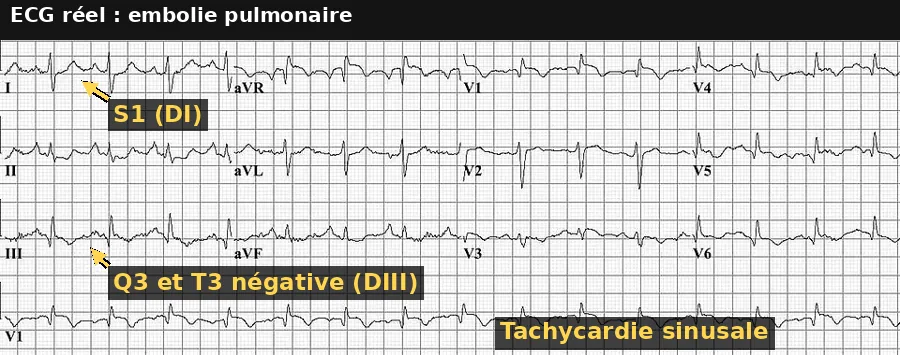 ECG réel : embolie pulmonaire
I aVR V1 V4
S1 (DI)
II aVL V2 V5
III aVF V3 V6
Q3 et T3 négative (DIII)
V1
Tachycardie sinusale